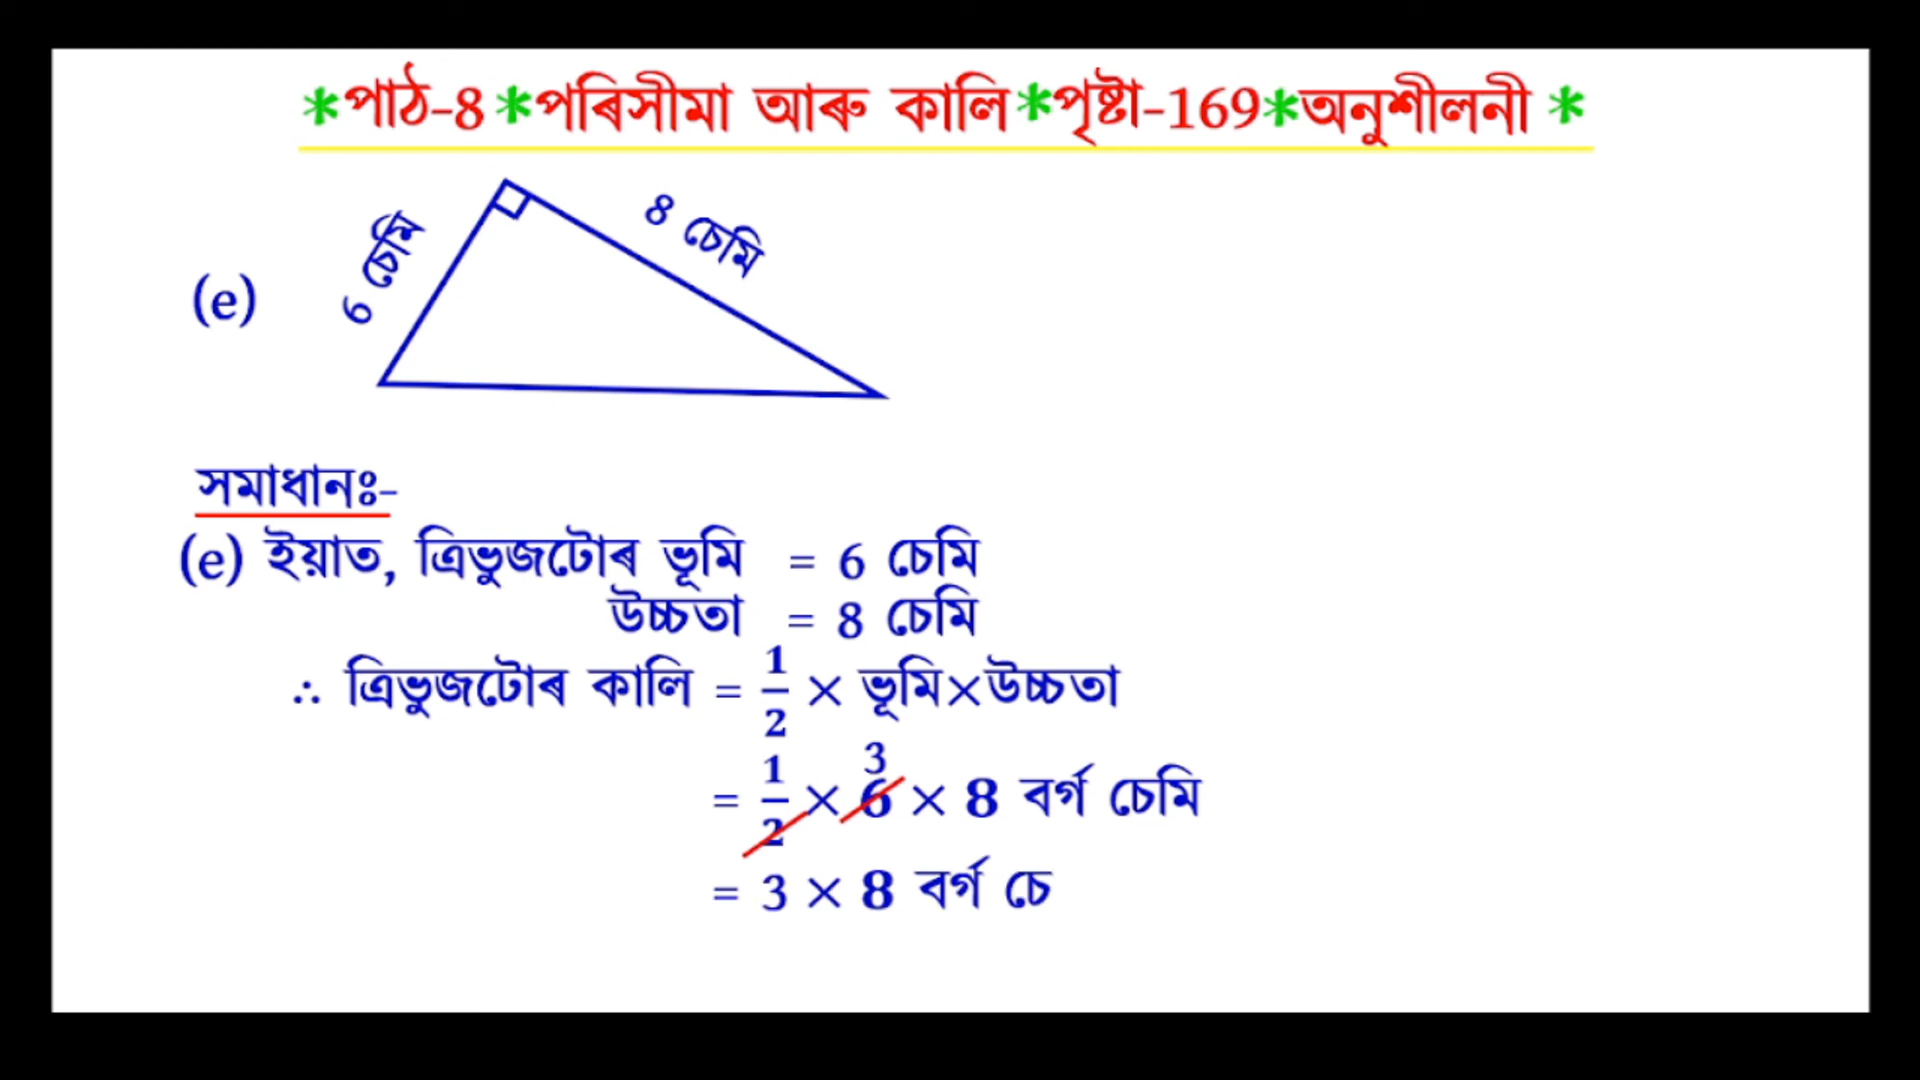 *পাঠ-8*পৰিসীমা আৰু কালি*পৃষ্টা-169*অনুশীলনী*
6 চেমি
8 চেমি
(e)
সমাধানঃ-
(e) ইয়াত, ত্ৰিভুজটোৰ ভূমি = 6 চেমি
উচ্চতা = 8 চেমি
∴ ত্ৰিভুজটোৰ কালি = 1/2 × ভূমি×উচ্চতা
3
= 1/2 × 6 × 8 বৰ্গ চেমি
= 3 × 8 বৰ্গ চে